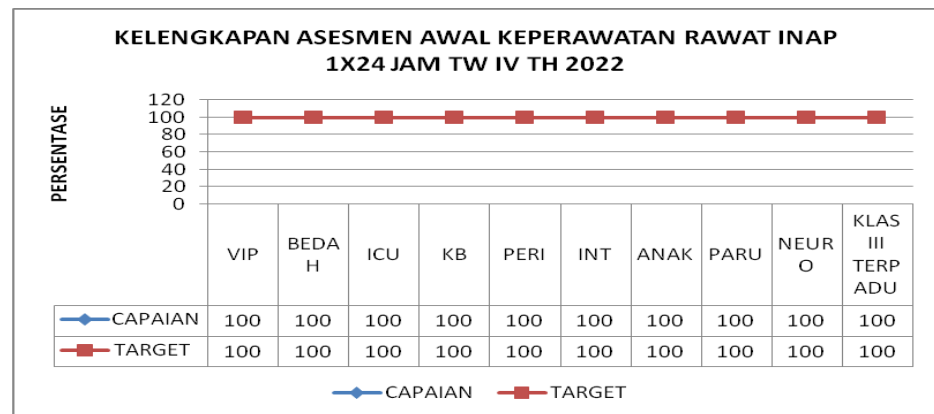 KELENGKAPAN ASESMEN AWAL KEPERAWATAN RAWAT INAP
1X24 JAM TW IV TH 2022
PERSENTASE
120
100
80
60
40
20
0
VIP BEDA ICU KB PERI INT ANAK PARU NEUR KLAS
H O III
TERP
ADU
CAPAIAN 100 100 100 100 100 100 100 100 100 100
TARGET 100 100 100 100 100 100 100 100 100 100
CAPAIAN TARGET